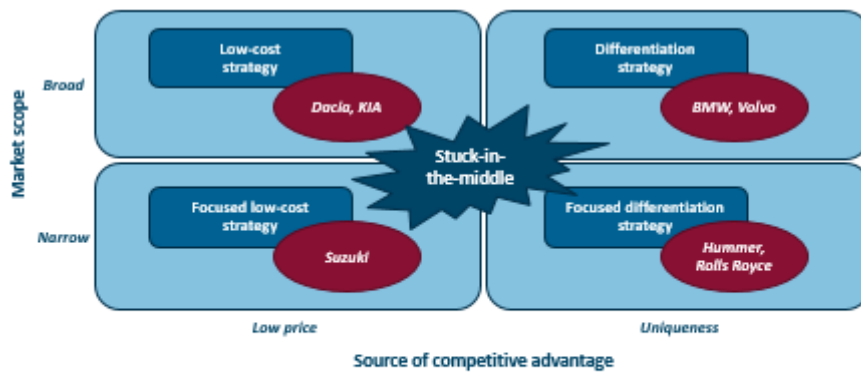 Market scope
Broad
Low-cost
strategy
Dacia, KIA
Differentiation
strategy
BMW, Volvo
Stuck-in-
the-middle
Narrow
Focused low-cost
strategy
Suzuki
Focused differentiation
strategy
Hummer,
Rolls Royce
Low price
Uniqueness
Source of competitive advantage